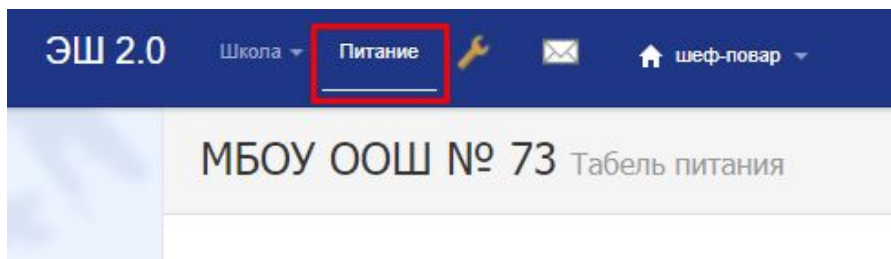 ЭШ 2.0 Школа Питание шеф-повар
МБОУ ООШ № 73 Табель питания